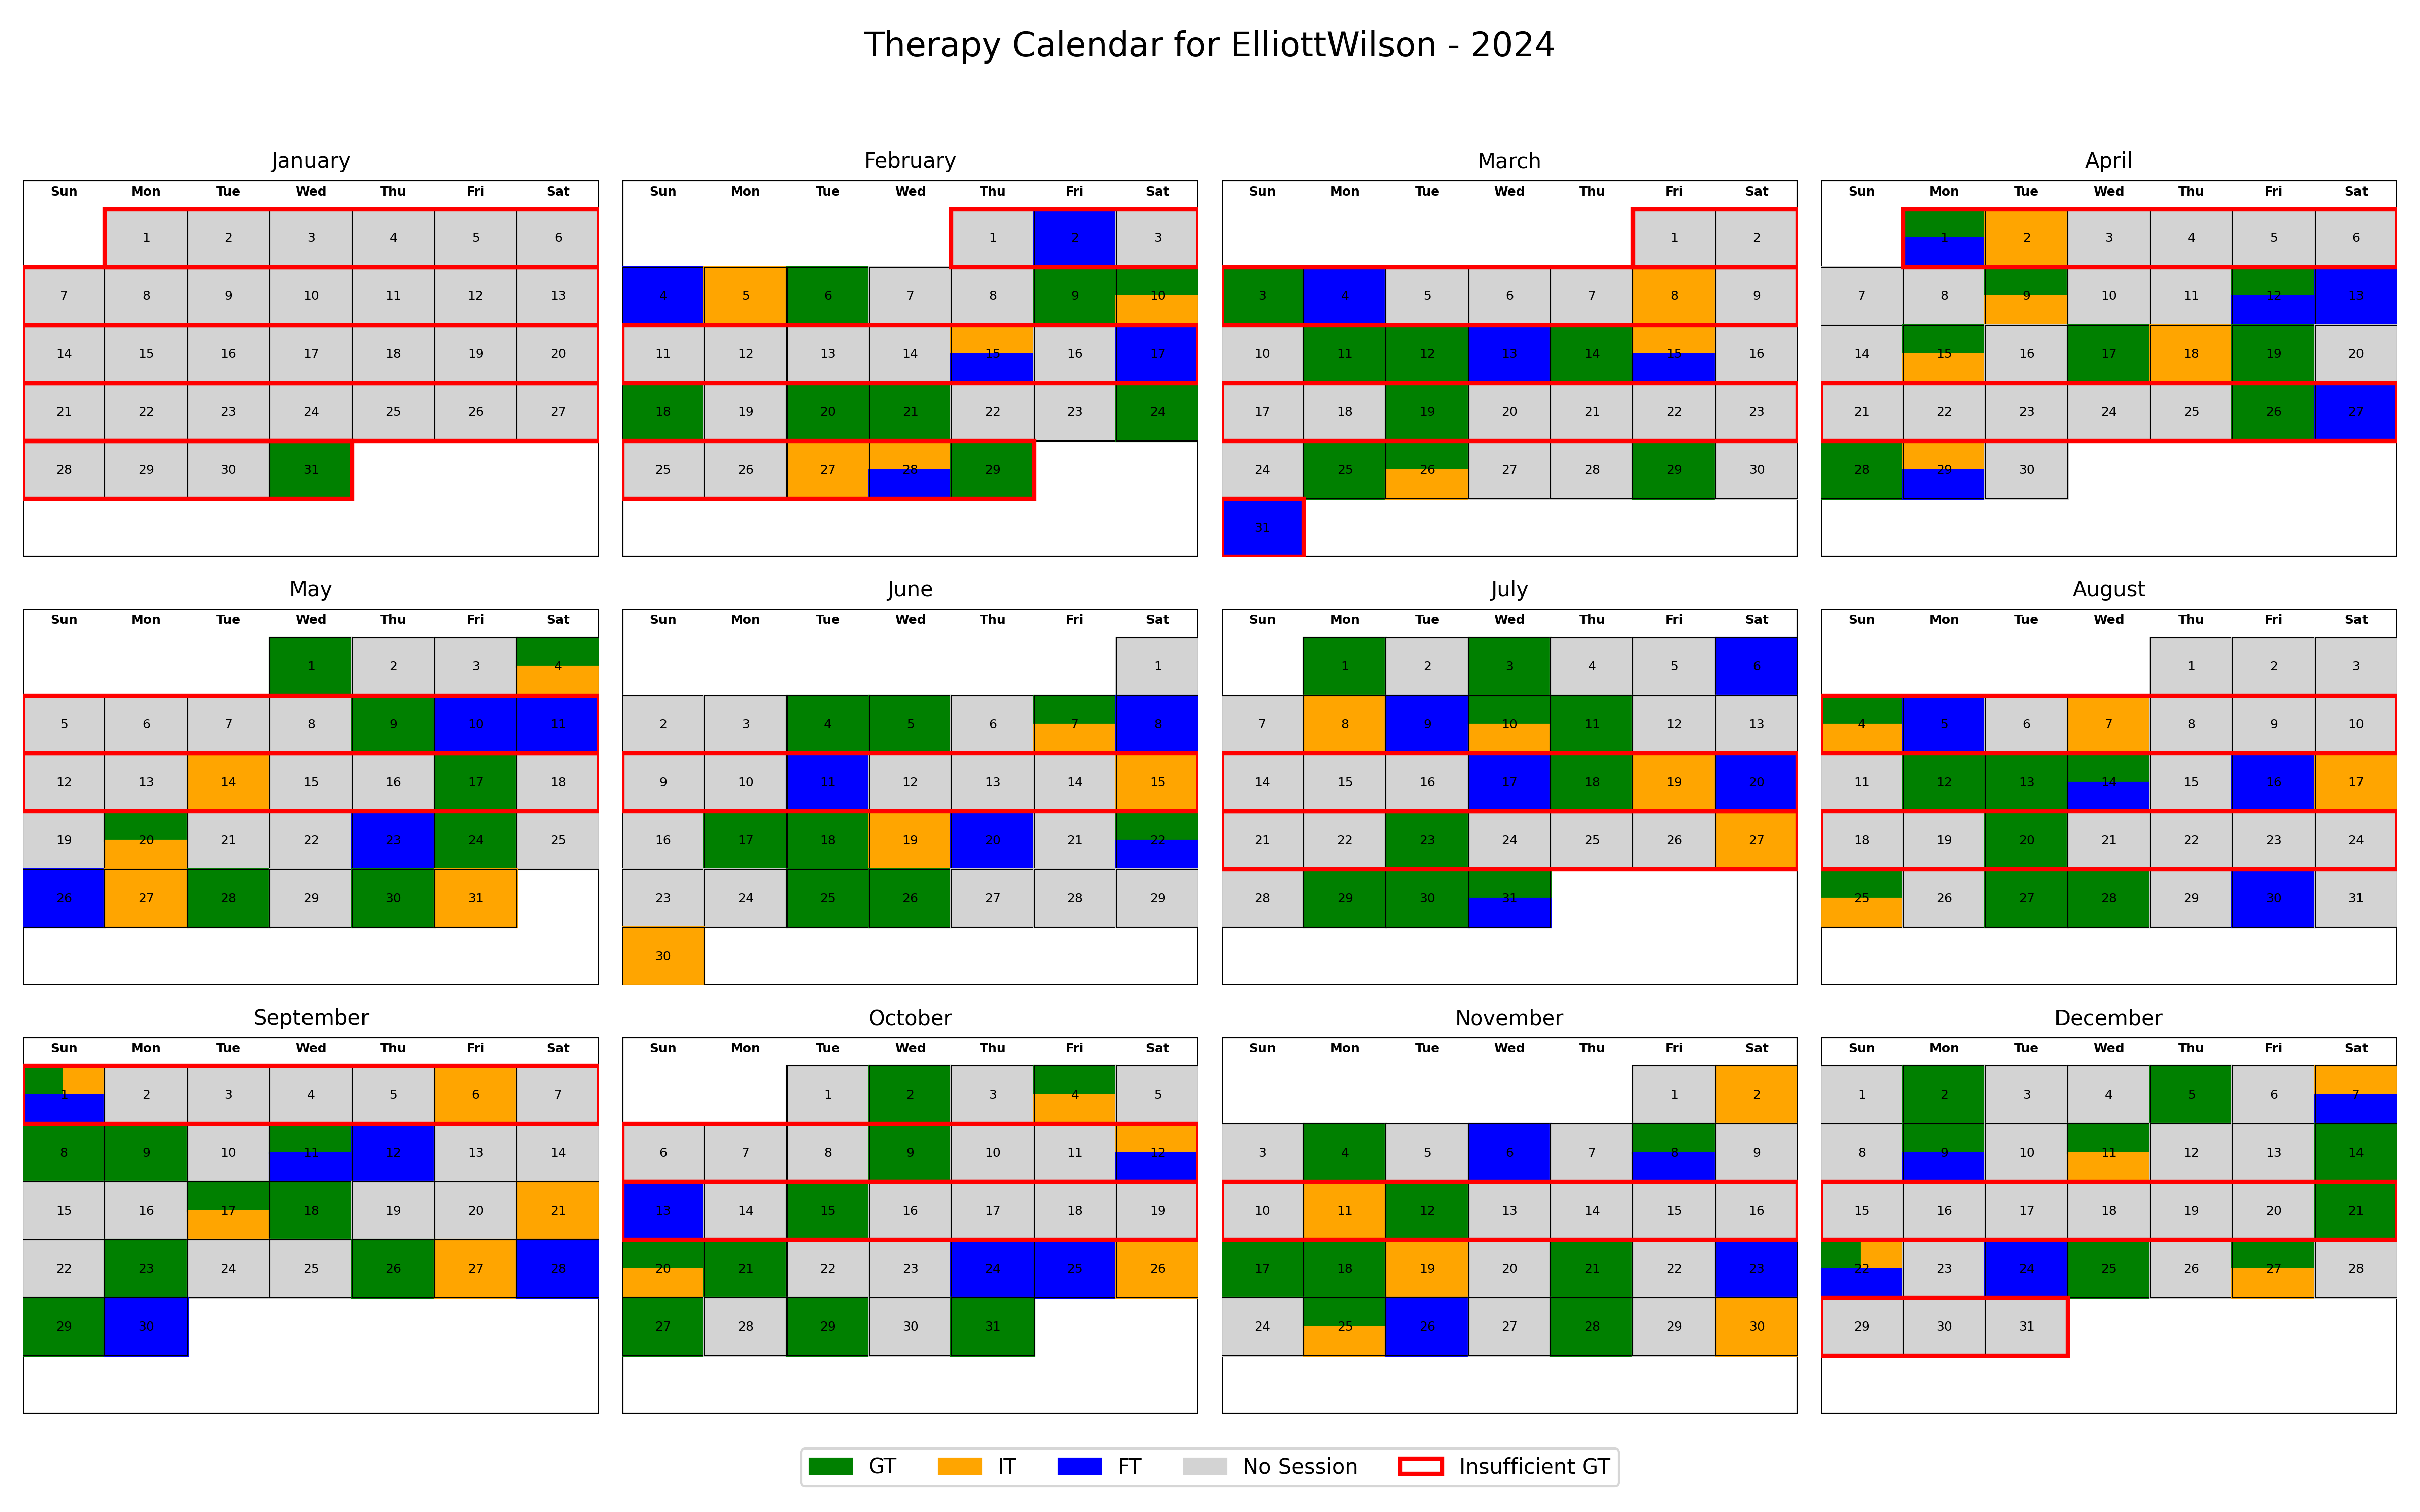 Therapy Calendar for ElliottWilson - 2024
January
Sun Mon Tue Wed Thu Fri Sat
1 2 3 4 5 6
7 8 9 10 11 12 13
14 15 16 17 18 19 20
21 22 23 24 25 26 27
28 29 30 31
February
Sun Mon Tue Wed Thu Fri Sat
1 2 3
4 5 6 7 8 9 10
11 12 13 14 15 16 17
18 19 20 21 22 23 24
25 26 27 28 29
March
Sun Mon Tue Wed Thu Fri Sat
1 2
3 4 5 6 7 8 9
10 11 12 13 14 15 16
17 18 19 20 21 22 23
24 25 26 27 28 29 30
31
April
Sun Mon Tue Wed Thu Fri Sat
1 2 3 4 5 6
7 8 9 10 11 12 13
14 15 16 17 18 19 20
21 22 23 24 25 26 27
28 29 30
May
Sun Mon Tue Wed Thu Fri Sat
1 2 3 4
5 6 7 8 9 10 11
12 13 14 15 16 17 18
19 20 21 22 23 24 25
26 27 28 29 30 31
June
Sun Mon Tue Wed Thu Fri Sat
1
2 3 4 5 6 7 8
9 10 11 12 13 14 15
16 17 18 19 20 21 22
23 24 25 26 27 28 29
30
July
Sun Mon Tue Wed Thu Fri Sat
1 2 3 4 5 6
7 8 9 10 11 12 13
14 15 16 17 18 19 20
21 22 23 24 25 26 27
28 29 30 31
August
Sun Mon Tue Wed Thu Fri Sat
1 2 3
4 5 6 7 8 9 10
11 12 13 14 15 16 17
18 19 20 21 22 23 24
25 26 27 28 29 30 31
September
Sun Mon Tue Wed Thu Fri Sat
1 2 3 4 5 6 7
8 9 10 11 12 13 14
15 16 17 18 19 20 21
22 23 24 25 26 27 28
29 30
October
Sun Mon Tue Wed Thu Fri Sat
1 2 3 4 5
6 7 8 9 10 11 12
13 14 15 16 17 18 19
20 21 22 23 24 25 26
27 28 29 30 31
November
Sun Mon Tue Wed Thu Fri Sat
1 2
3 4 5 6 7 8 9
10 11 12 13 14 15 16
17 18 19 20 21 22 23
24 25 26 27 28 29 30
December
Sun Mon Tue Wed Thu Fri Sat
1 2 3 4 5 6 7
8 9 10 11 12 13 14
15 16 17 18 19 20 21
22 23 24 25 26 27 28
29 30 31
GT IT FT No Session Insufficient GT